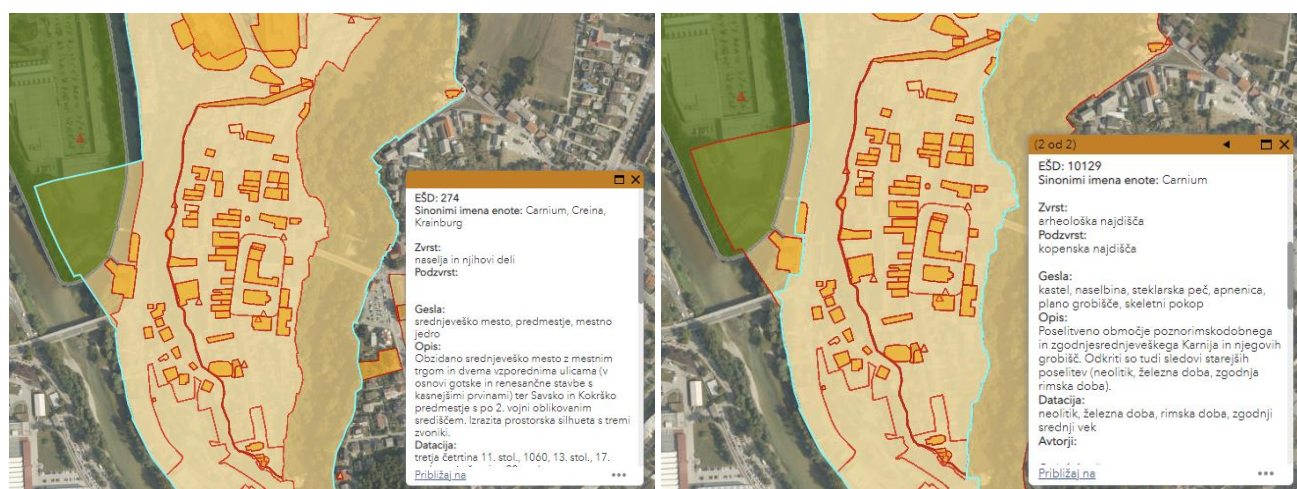 EŠD: 274
Sinonimi imena enote: Carnium, Creina,
Krainburg
Zvrst:
naselja in njihovi deli
Podzvrst:
Gesla:
srednjeveško mesto, predmestje, mestno
jedro
Opis:
Obzidano srednjeveško mesto z mestnim
trgom in dvema vzporednima ulicama (v
osnovi gotske in renesančne stavbe s
kasnejšimi prvinami) ter Savsko in Kokrško
predmestje s po 2. vojni oblikovanim
središčem. Izrazita prostorska silhueta s tremi
zvoniki.
Datacija:
tretja četrtina 11. stol., 1060, 13. stol., 17.
Približaj na
(2 od 2)
EŠD: 10129
Sinonimi imena enote: Carnium
Zvrst:
arheološka najdišča
Podzvrst:
kopenska najdišča
Gesla:
kastel, naselbina, steklarska peč, apnenica,
plano grobišče, skeletni pokop
Opis:
Poselitveno območje poznorimskodobnega
in zgodnjesrednjeveškega Karnija in njegovih
grobišč. Odkriti so tudi sledovi starejših
poselitev (neolitik, železna doba, zgodnja
rimska doba).
Datacija:
neolitik, železna doba, rimska doba, zgodnji
srednji vek
Avtorji:
Približaj na